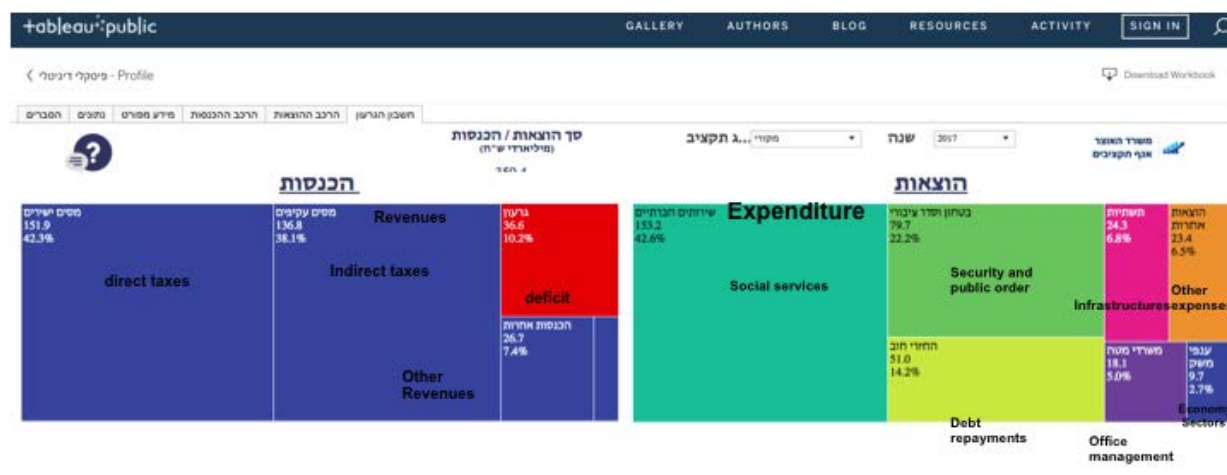 +ableau:public
GALLERY AUTHORS BLOG RESOURCES ACTIVITY SIGN IN
פיסקלי דיגיטלי - Profile
Download Workbook
חשבון הגרעון הרכב ההוצאות הרכב ההכנסות מידע מפורט נתונים הסברים
סך הוצאות / הכנסות
(מיליארדי ש"ח)
ג תקציב...
מקורי
שנה
2017
משרד האוצר
אגף תקציבים
הכנסות
מסים ישירים
151.9
42.3%
direct taxes
מסים עקיפים
136.8
38.1%
Revenues
Indirect taxes
גרעון
36.6
10.2%
deficit
הכנסות אחרות
26.7
7.4%
Other
Revenues
הוצאות
שירותים חברתיים
153.2
42.6%
Expenditure
Social services
בטחון וסדר ציבורי
79.7
22.2%
Security and
public order
תשתיות
24.3
6.8%
Infrastructures
הוצאות
אחרות
23.4
6.5%
Other
expense
החזרי חוב
51.0
14.2%
Debt
repayments
משרדי מטה
18.1
5.0%
Office
management
ענפי
משק
9.7
2.7%
Econom
Sectors